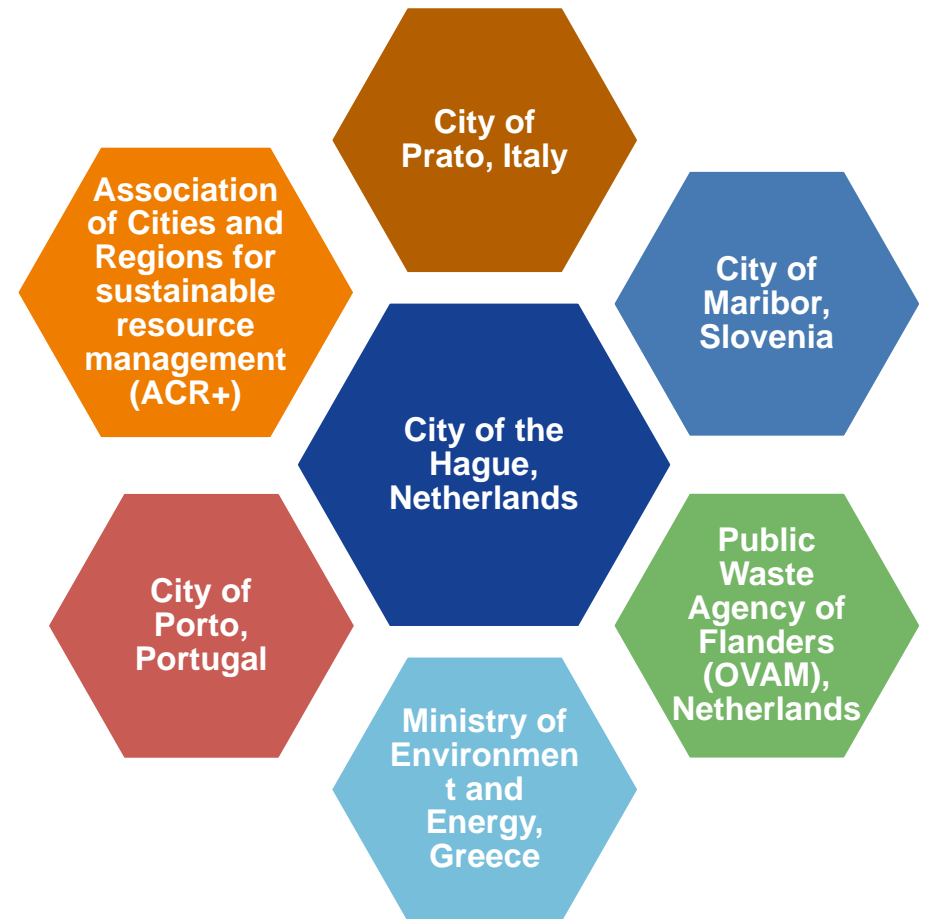 City of
Prato, Italy
Association
of Cities and
Regions for
sustainable
resource
management
(ACR+)
City of
Maribor,
Slovenia
City of the
Hague,
Netherlands
City of
Porto,
Portugal
Public
Waste
Agency of
Flanders
(OVAM),
Netherlands
Ministry of
Environmen
t and
Energy,
Greece